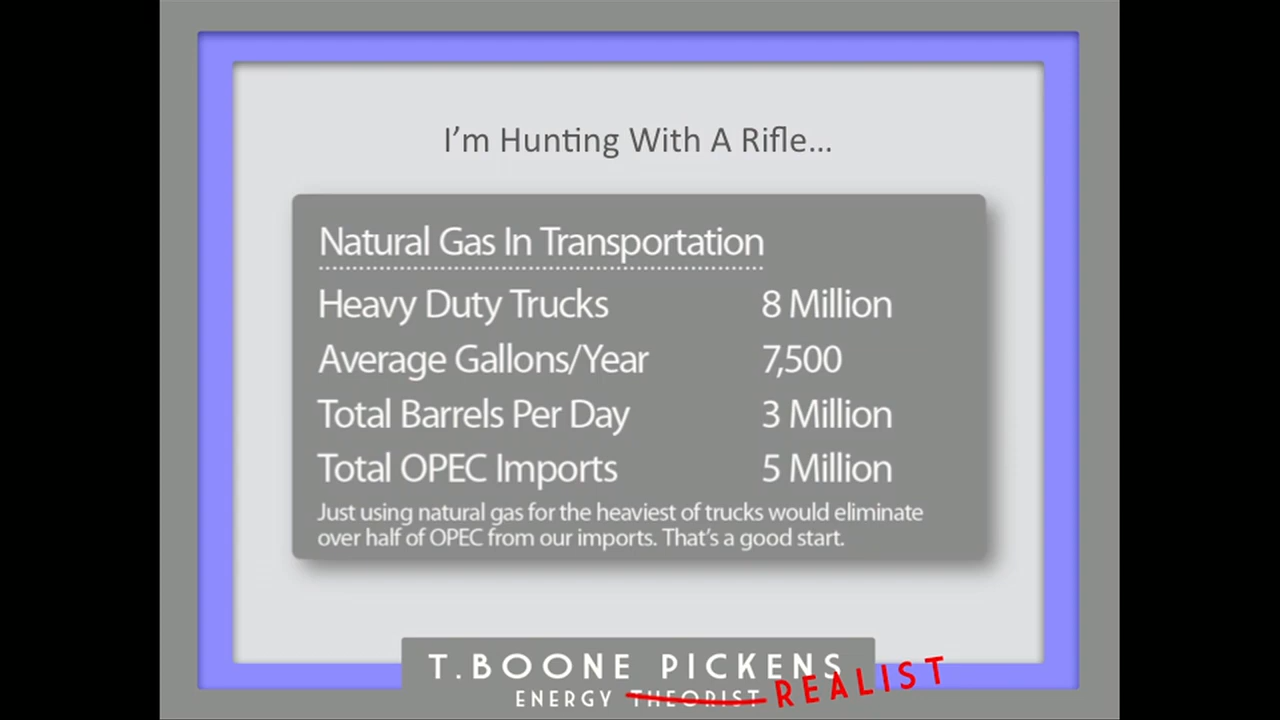 I'm Hunting With A Rifle...
Natural Gas In Transportation
Heavy Duty Trucks 8 Million
Average Gallons/Year 7,500
Total Barrels Per Day 3 Million
Total OPEC Imports 5 Million
Just using natural gas for the heaviest of trucks would eliminate
over half of OPEC from our imports. That's a good start.
T.BOONE PICKENS
ENERGY THEORIST REALIST